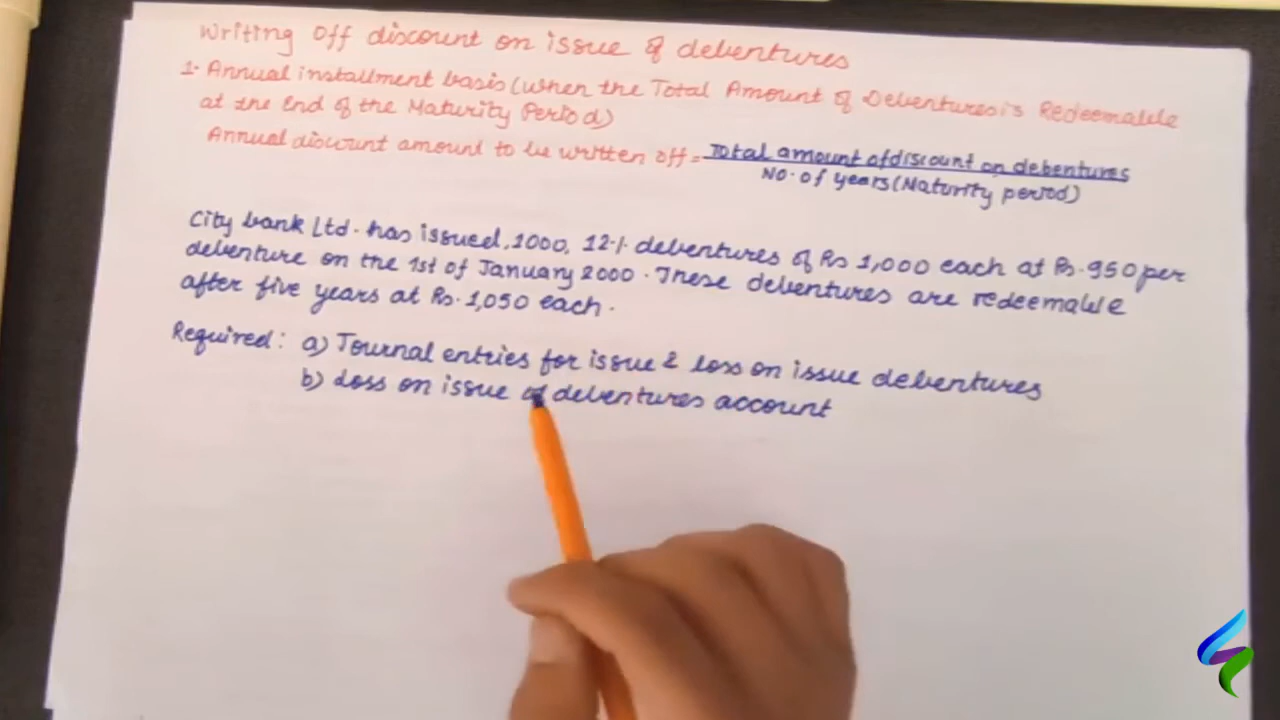 Writing off discount on issue of debentures
1. Annual installment basis (when the Total Amount of Debentures is Redeemable
at the End of the Maturity Period)
Annual discount amount to be written off = Total amount of discount on debentures
No. of years (Maturity period)
City bank Ltd. has issued, 1000, 12% debentures of Rs 1,000 each at Rs. 950 per
debenture on the 1st of January 2000. These debentures are redeemable
after five years at Rs. 1,050 each.
Required: a) Journal entries for issue & loss on issue debentures
b) Loss on issue of debentures account